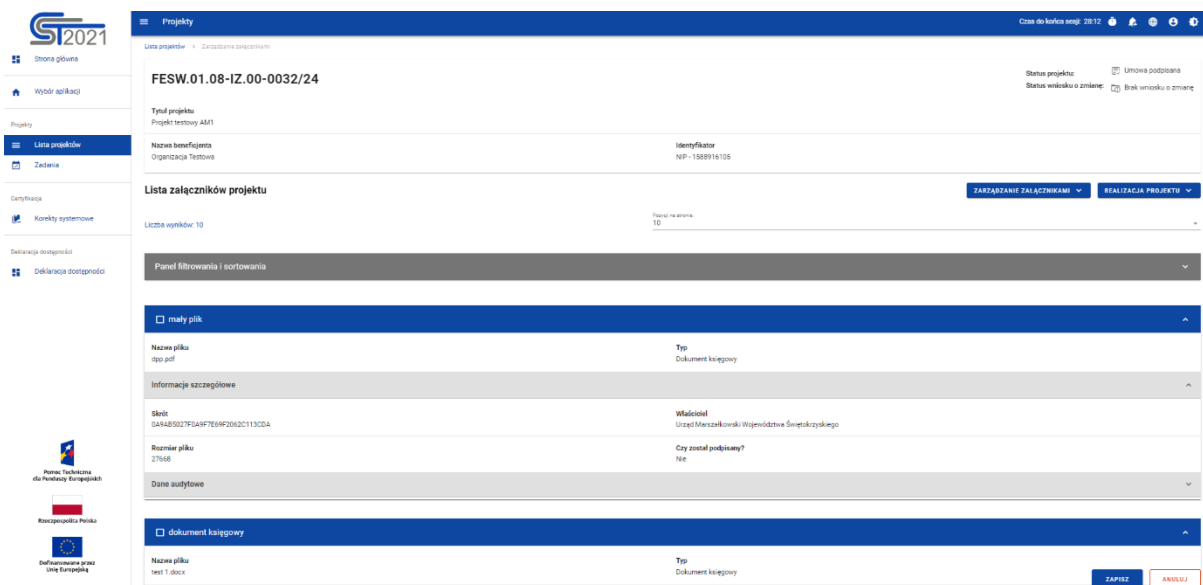 CST2021
Projekty
Czas do końca sesji: 28:12
Strona główna
Wybór aplikacji
Projekty
Lista projektów
Zadania
Certyfikacja
Korekty systemowe
Deklaracja dostępności
Deklaracja dostępności
Pomoc Techniczna
dla Funduszy Europejskich
Rzeczpospolita Polska
Dofinansowane przez
Unię Europejską
Lista projektów > Zarządzanie załącznikami
FESW.01.08-IZ.00-0032/24
Status projektu: Umowa podpisana
Status wniosku o zmianę: Brak wniosku o zmianę
Tytuł projektu
Projekt testowy AM1
Nazwa beneficjenta
Organizacja Testowa
Identyfikator
NIP - 1588916105
Lista załączników projektu
ZARZĄDZANIE ZAŁĄCZNIKAMI
REALIZACJA PROJEKTU
Liczba wyników: 10
Pozycji na stronie:
10
Panel filtrowania i sortowania
mały plik
Nazwa pliku
dpp.pdf
Typ
Dokument księgowy
Informacje szczegółowe
Skrót
0A9AB5027F0A9F7E69F2062C113CDA
Właściciel
Urząd Marszałkowski Województwa Świętokrzyskiego
Rozmiar pliku
27668
Czy został podpisany?
Nie
Dane audytowe
dokument księgowy
Nazwa pliku
test 1.docx
Typ
Dokument księgowy
ZAPISZ
ANULUJ